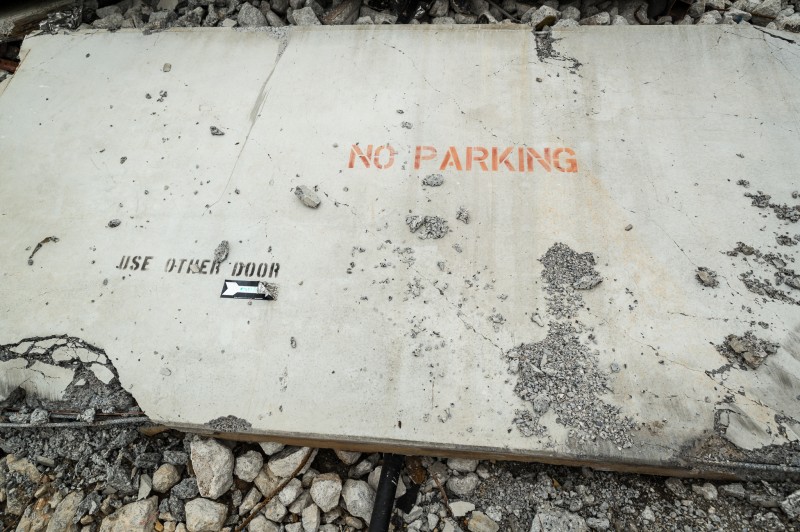 NO PARKING
USE OTHER DOOR